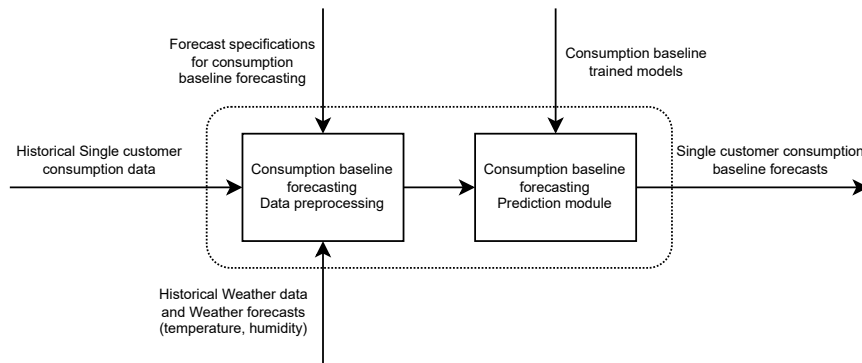 Forecast specifications
for consumption
baseline forecasting
Consumption baseline
trained models
Historical Single customer
consumption data
Consumption baseline
forecasting
Data preprocessing
Consumption baseline
forecasting
Prediction module
Single customer consumption
baseline forecasts
Historical Weather data
and Weather forecasts
(temperature, humidity)